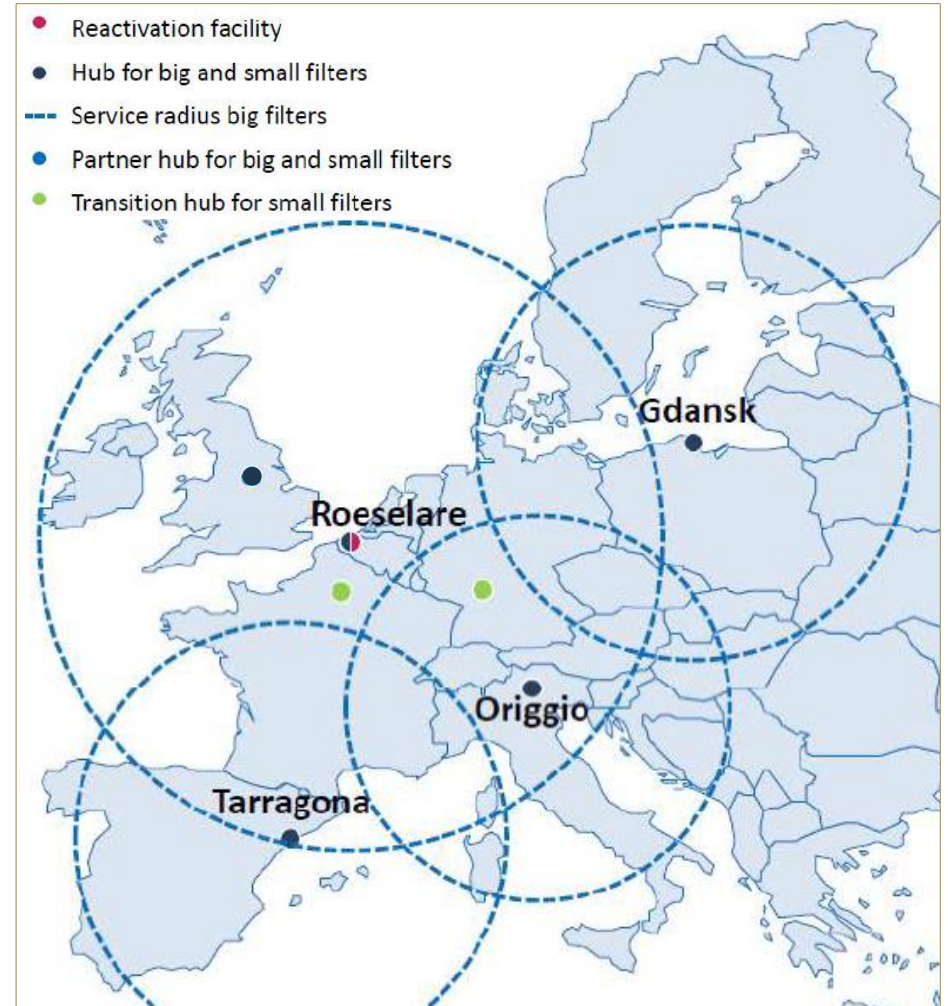 Reactivation facility
Hub for big and small filters
Service radius big filters
Partner hub for big and small filters
Transition hub for small filters
Gdansk
Roeselare
Origgio
Tarragona